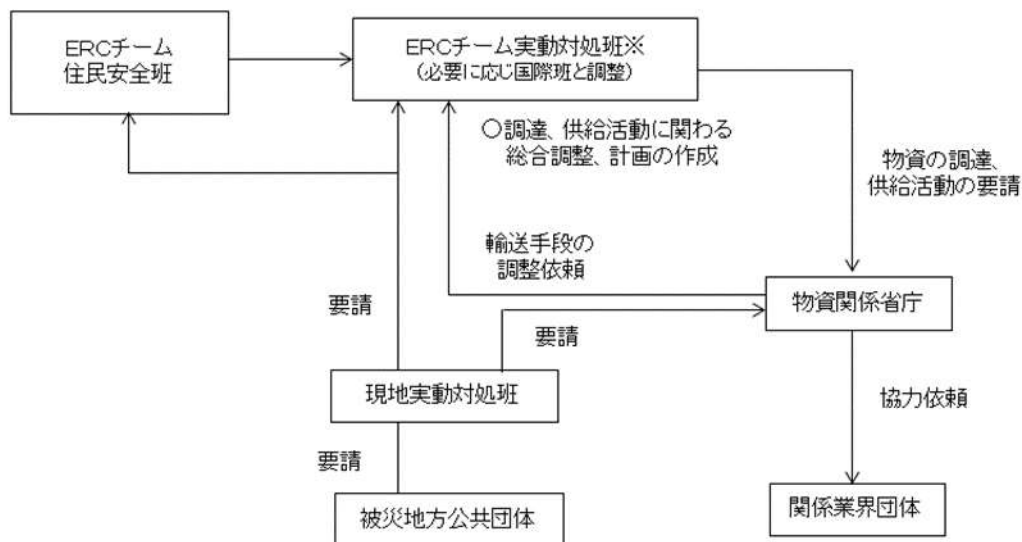 ERCチーム
住民安全班
ERCチーム実動対処班※
(必要に応じ国際班と調整)
○調達、供給活動に関わる
総合調整、計画の作成
物資の調達、
供給活動の要請
輸送手段の
調整依頼
物資関係省庁
要請
要請
現地実動対処班
協力依頼
要請
被災地方公共団体
関係業界団体